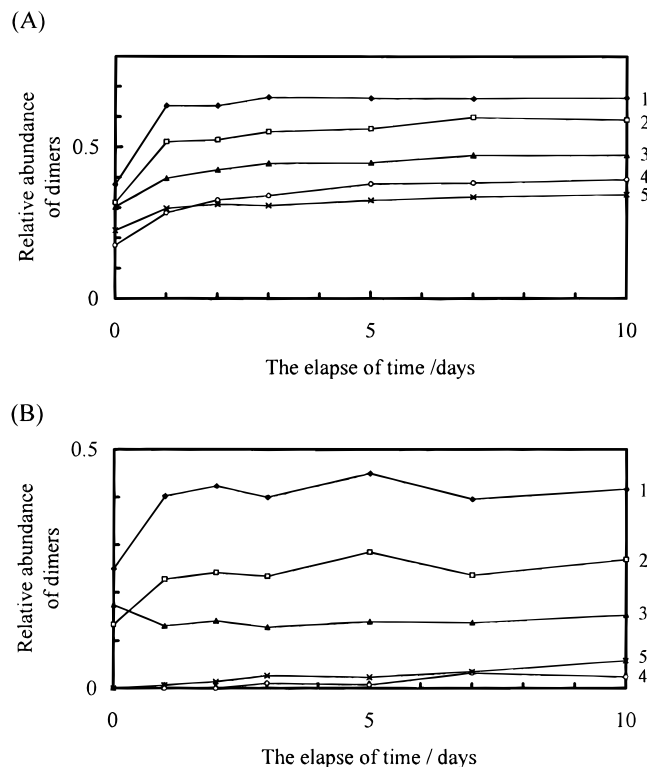 (A)
Relative abundance
of dimers
0.5
0
1
2
3
4
5
0 5 10
The elapse of time /days
(B)
Relative abundance
of dimers
0.5
0
1
2
3
5
4
0 5 10
The elapse of time / days